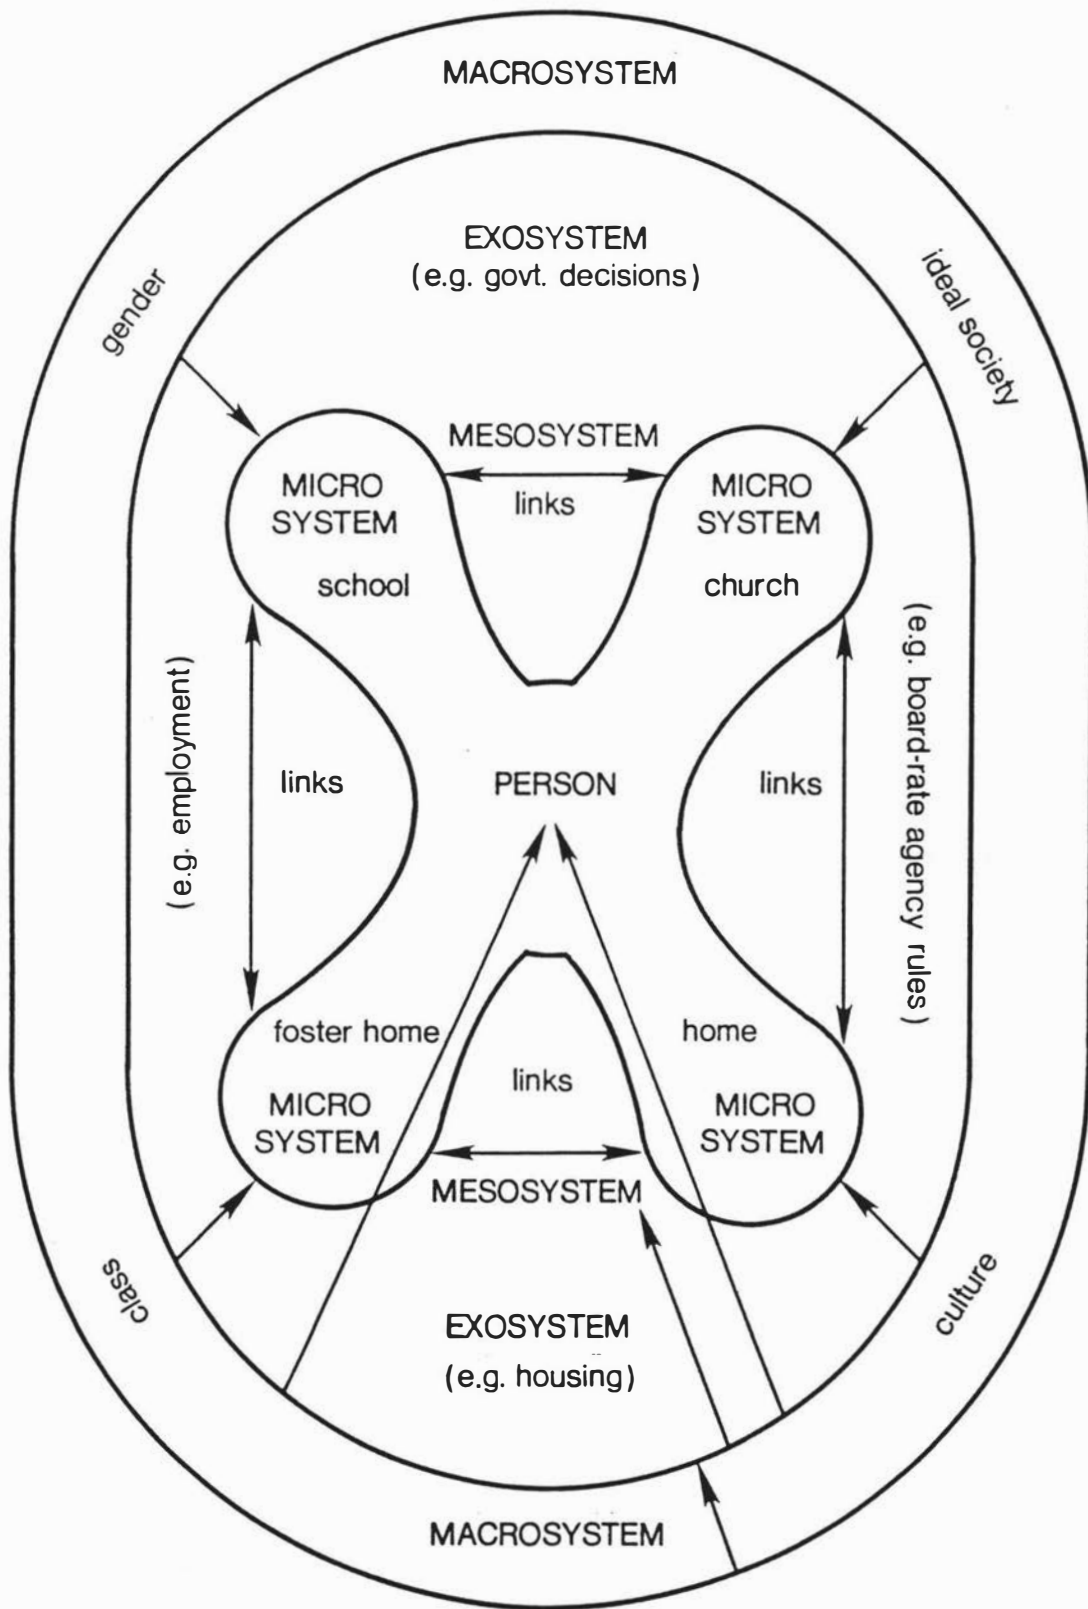 MACROSYSTEM
EXOSYSTEM
(e.g. govt. decisions)
gender
ideal society
MESOSYSTEM
links
MICRO
SYSTEM
school
MICRO
SYSTEM
church
(e.g. employment)
links
PERSON
links
(e.g. board-rate agency rules)
foster home
MICRO
SYSTEM
links
MESOSYSTEM
home
MICRO
SYSTEM
class
culture
EXOSYSTEM
(e.g. housing)
MACROSYSTEM